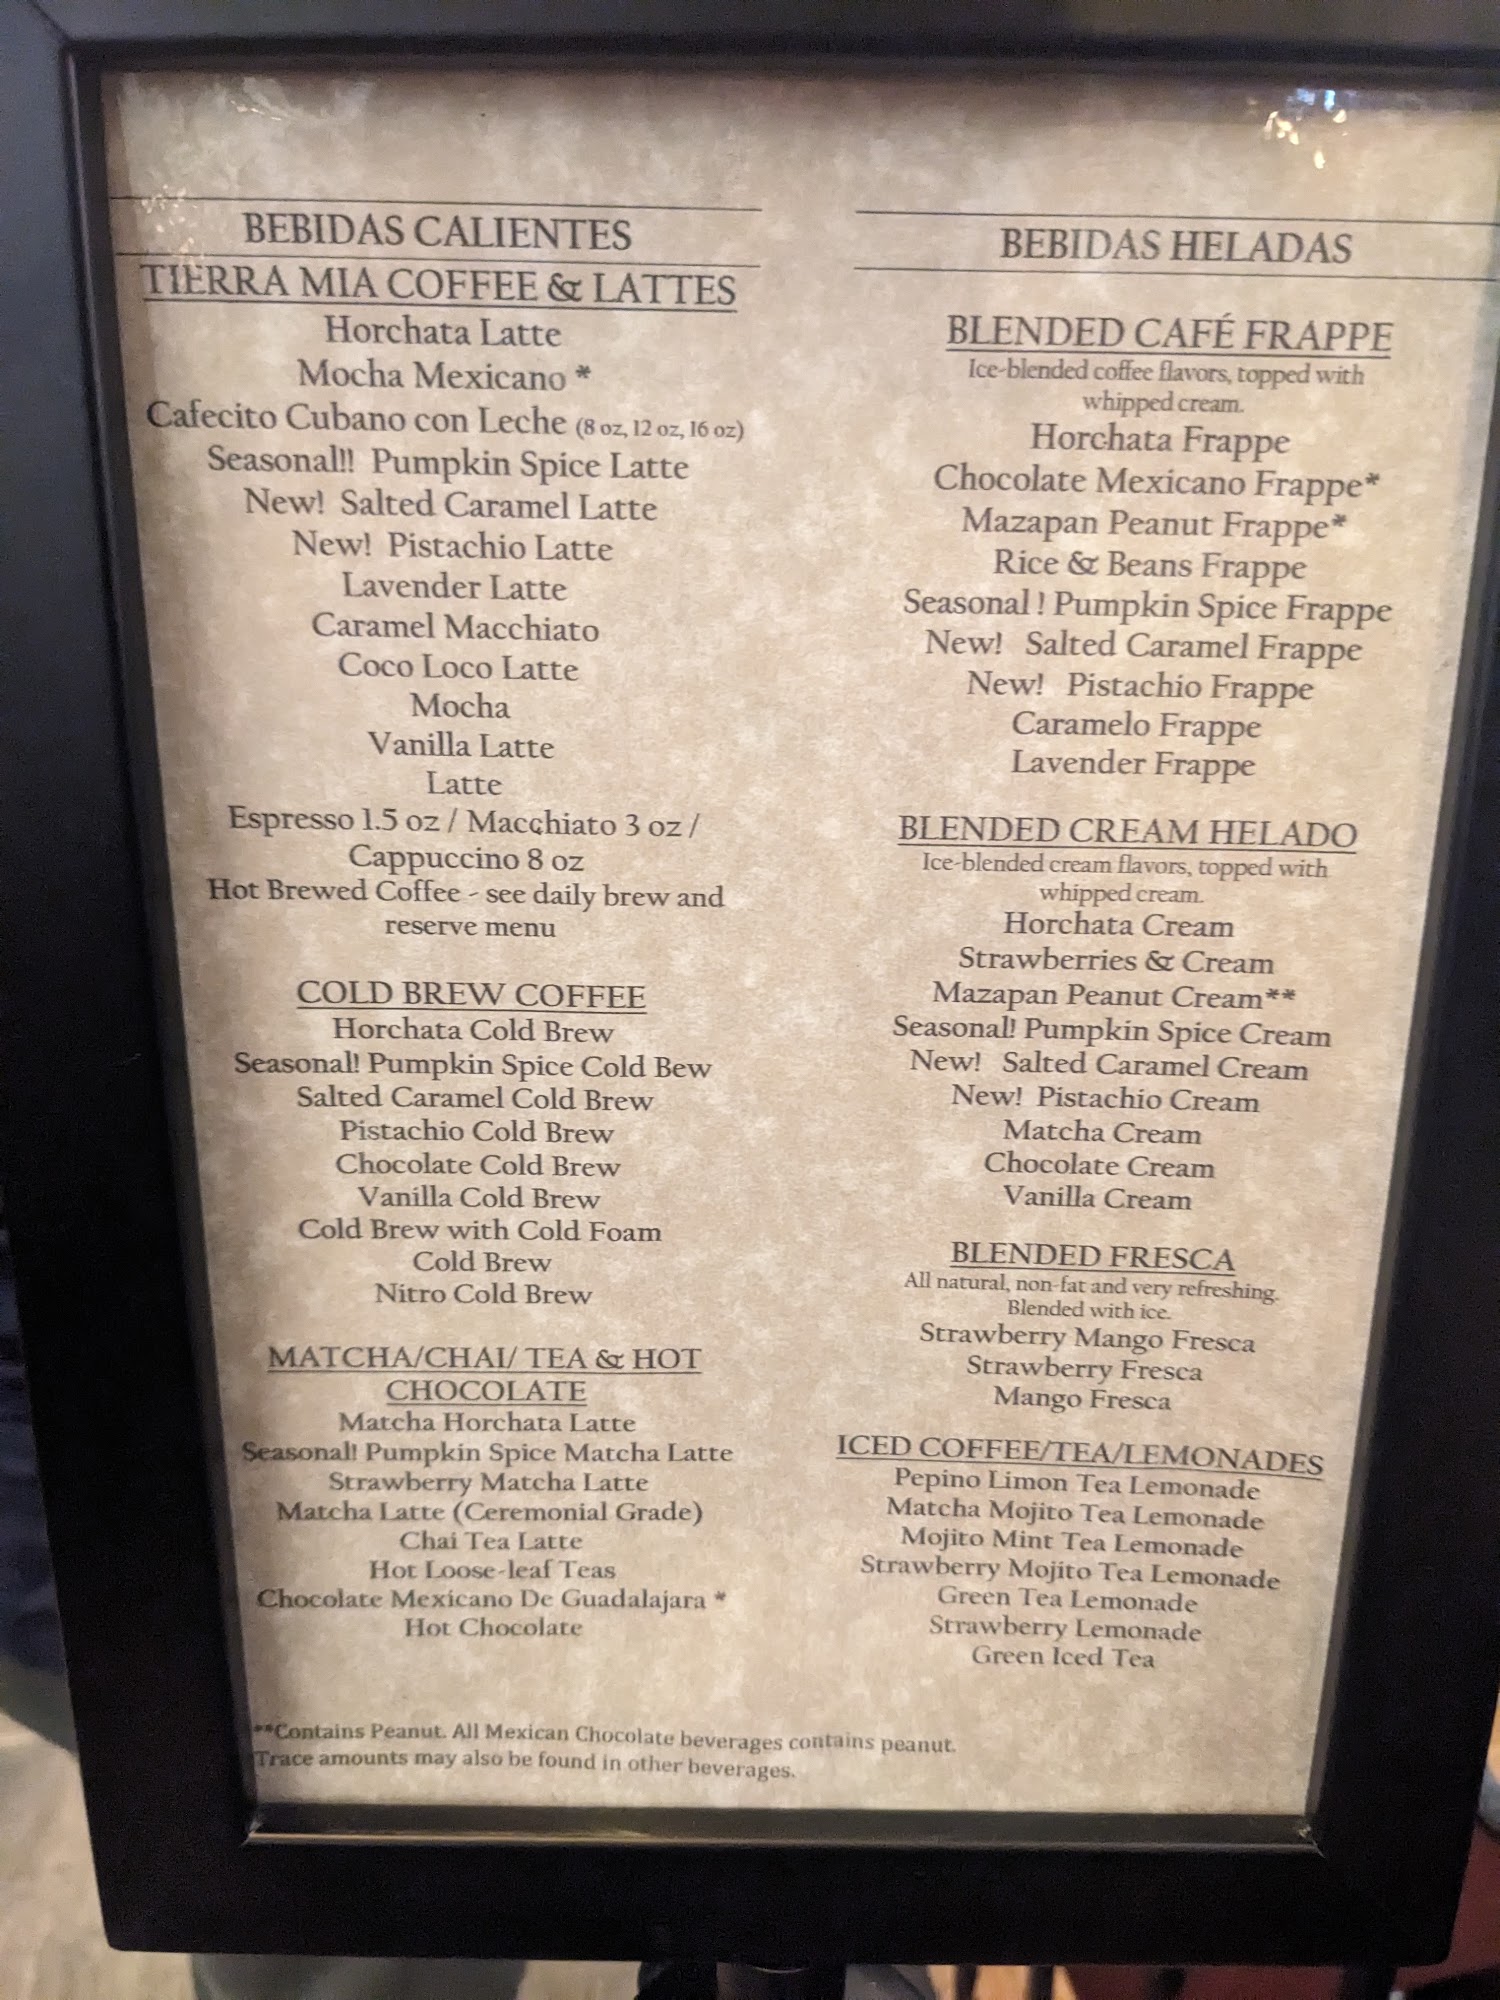 BEBIDAS CALIENTES
TIERRA MIA COFFEE & LATTES
Horchata Latte
Mocha Mexicano *
Cafecito Cubano con Leche (8 oz, 12 oz, 16 oz)
Seasonal!! Pumpkin Spice Latte
New! Salted Caramel Latte
New! Pistachio Latte
Lavender Latte
Caramel Macchiato
Coco Loco Latte
Mocha
Vanilla Latte
Latte
Espresso 1.5 oz / Macchiato 3 oz /
Cappuccino 8 oz
Hot Brewed Coffee - see daily brew and
reserve menu
COLD BREW COFFEE
Horchata Cold Brew
Seasonal! Pumpkin Spice Cold Bew
Salted Caramel Cold Brew
Pistachio Cold Brew
Chocolate Cold Brew
Vanilla Cold Brew
Cold Brew with Cold Foam
Cold Brew
Nitro Cold Brew
MATCHA/CHAI/ TEA & HOT
CHOCOLATE
Matcha Horchata Latte
Seasonal! Pumpkin Spice Matcha Latte
Strawberry Matcha Latte
Matcha Latte (Ceremonial Grade)
Chai Tea Latte
Hot Loose-leaf Teas
Chocolate Mexicano De Guadalajara *
Hot Chocolate
BEBIDAS HELADAS
BLENDED CAFÉ FRAPPE
Ice-blended coffee flavors, topped with
whipped cream.
Horchata Frappe
Chocolate Mexicano Frappe*
Mazapan Peanut Frappe*
Rice & Beans Frappe
Seasonal ! Pumpkin Spice Frappe
New! Salted Caramel Frappe
New! Pistachio Frappe
Caramelo Frappe
Lavender Frappe
BLENDED CREAM HELADO
Ice-blended cream flavors, topped with
whipped cream.
Horchata Cream
Strawberries & Cream
Mazapan Peanut Cream**
Seasonal! Pumpkin Spice Cream
New! Salted Caramel Cream
New! Pistachio Cream
Matcha Cream
Chocolate Cream
Vanilla Cream
BLENDED FRESCA
All natural, non-fat and very refreshing.
Blended with ice.
Strawberry Mango Fresca
Strawberry Fresca
Mango Fresca
ICED COFFEE/TEA/LEMONADES
Pepino Limon Tea Lemonade
Matcha Mojito Tea Lemonade
Mojito Mint Tea Lemonade
Strawberry Mojito Tea Lemonade
Green Tea Lemonade
Strawberry Lemonade
Green Iced Tea
**Contains Peanut. All Mexican Chocolate beverages contains peanut.
Trace amounts may also be found in other beverages.